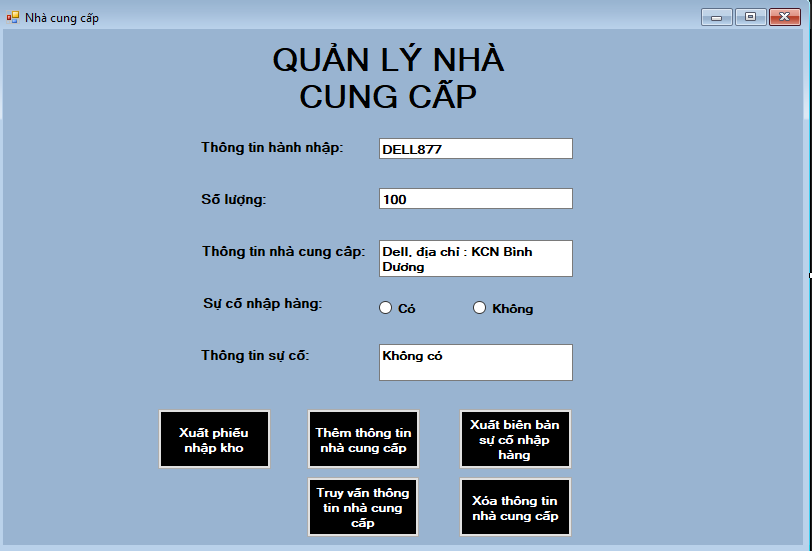 Nhà cung cấp
QUẢN LÝ NHÀ
CUNG CẤP
Thông tin hành nhập:
DELL877
Số lượng:
100
Thông tin nhà cung cấp:
Dell, địa chỉ : KCN Bình
Dương
Sự cố nhập hàng:
Có
Không
Thông tin sự cố:
Không có
Xuất phiếu
nhập kho
Thêm thông tin
nhà cung cấp
Xuất biên bản
sự cố nhập
hàng
Truy vấn thông
tin nhà cung
cấp
Xóa thông tin
nhà cung cấp